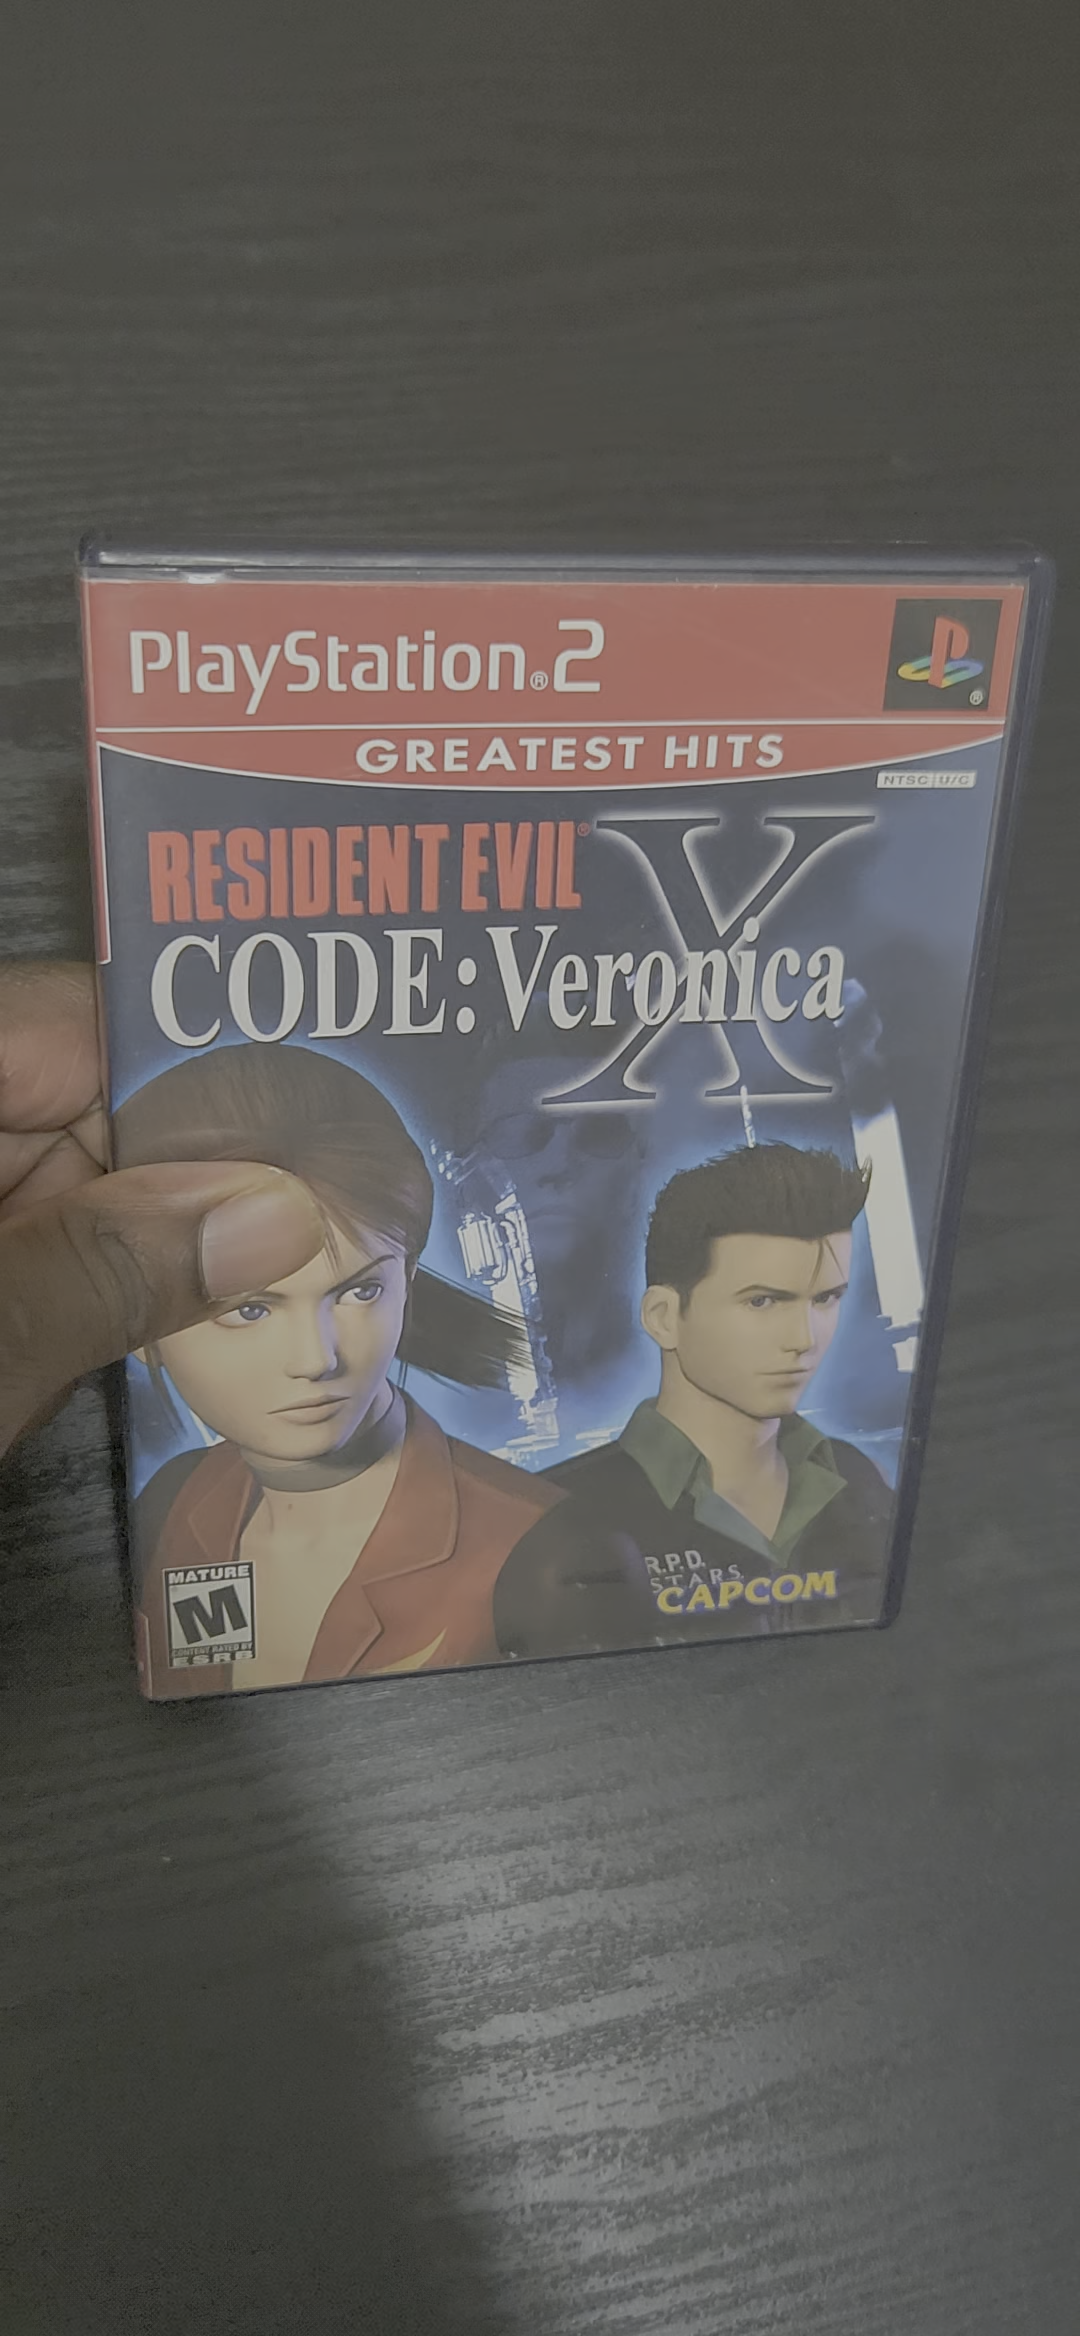 PlayStation®2
GREATEST HITS
NTSC U/C
RESIDENT EVIL®
CODE: Veronica X
R.P.D.
S.T.A.R.S.
CAPCOM
MATURE
M
CONTENT RATED BY
ESRB